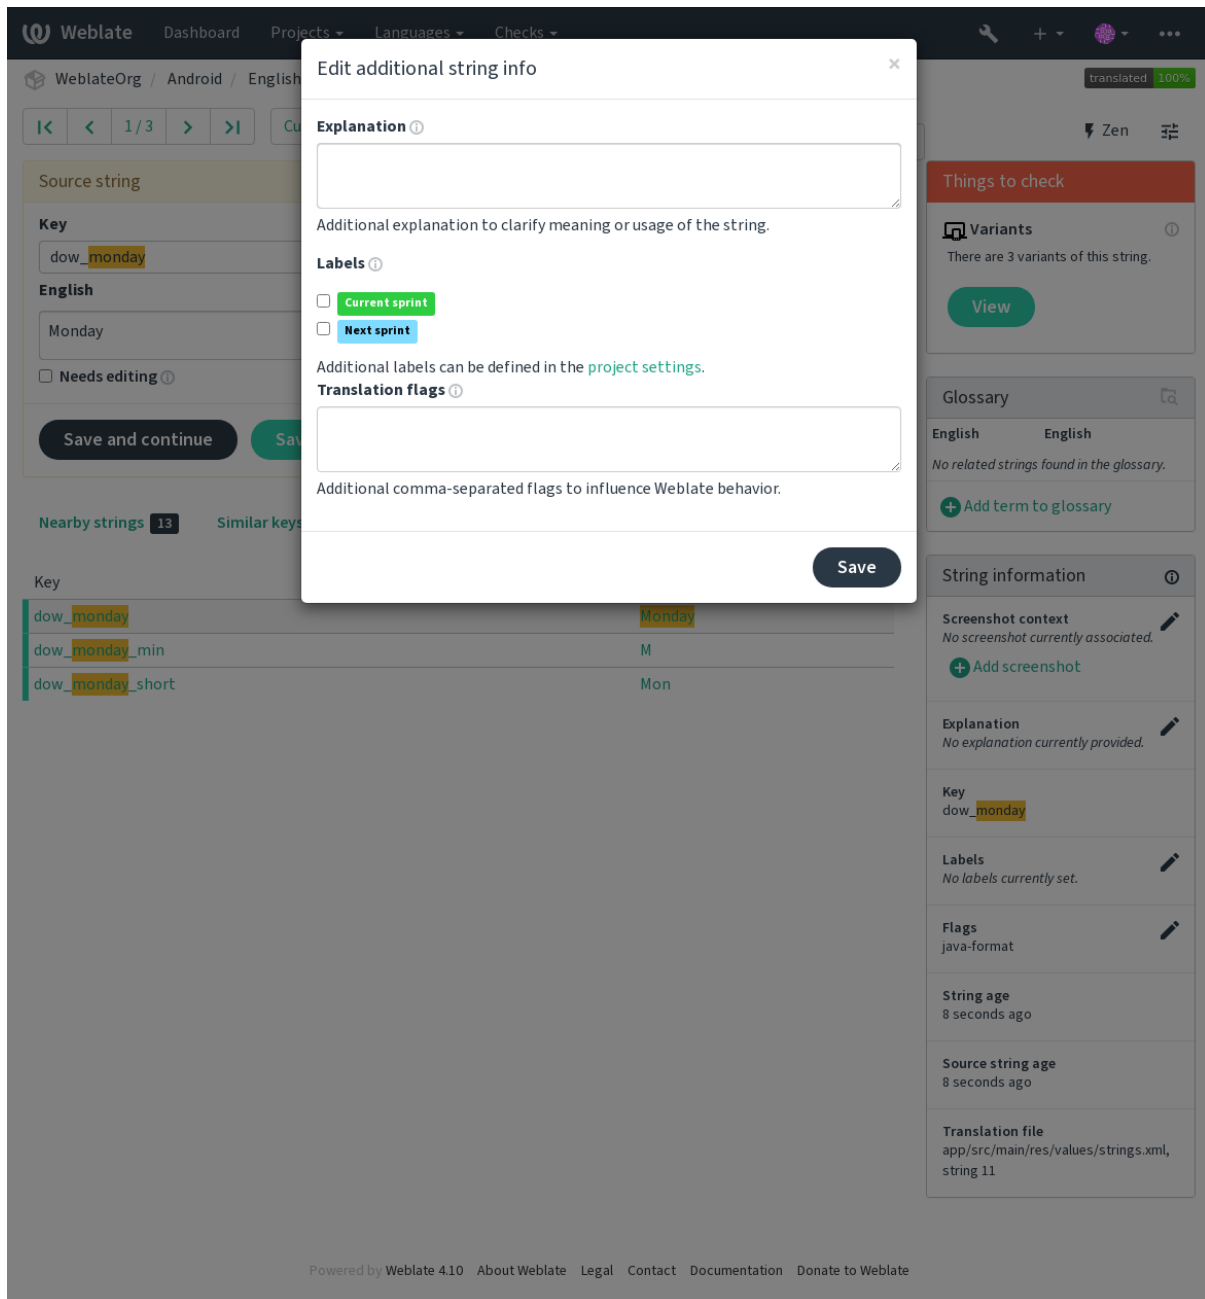 Weblate Dashboard Projects Languages Checks
WeblateOrg / Android / English
translated 100%
1 / 3
Zen
Edit additional string info
×
Explanation
Additional explanation to clarify meaning or usage of the string.
Labels
Current sprint
Next sprint
Additional labels can be defined in the project settings.
Translation flags
Additional comma-separated flags to influence Weblate behavior.
Save
Source string
Key
dow_monday
English
Monday
Needs editing
Save and continue
Nearby strings 13 Similar keys
Key
dow_monday Monday
dow_monday_min M
dow_monday_short Mon
Things to check
Variants
There are 3 variants of this string.
View
Glossary
English English
No related strings found in the glossary.
Add term to glossary
String information
Screenshot context
No screenshot currently associated.
Add screenshot
Explanation
No explanation currently provided.
Key
dow_monday
Labels
No labels currently set.
Flags
java-format
String age
8 seconds ago
Source string age
8 seconds ago
Translation file
app/src/main/res/values/strings.xml,
string 11
Powered by Weblate 4.10 About Weblate Legal Contact Documentation Donate to Weblate